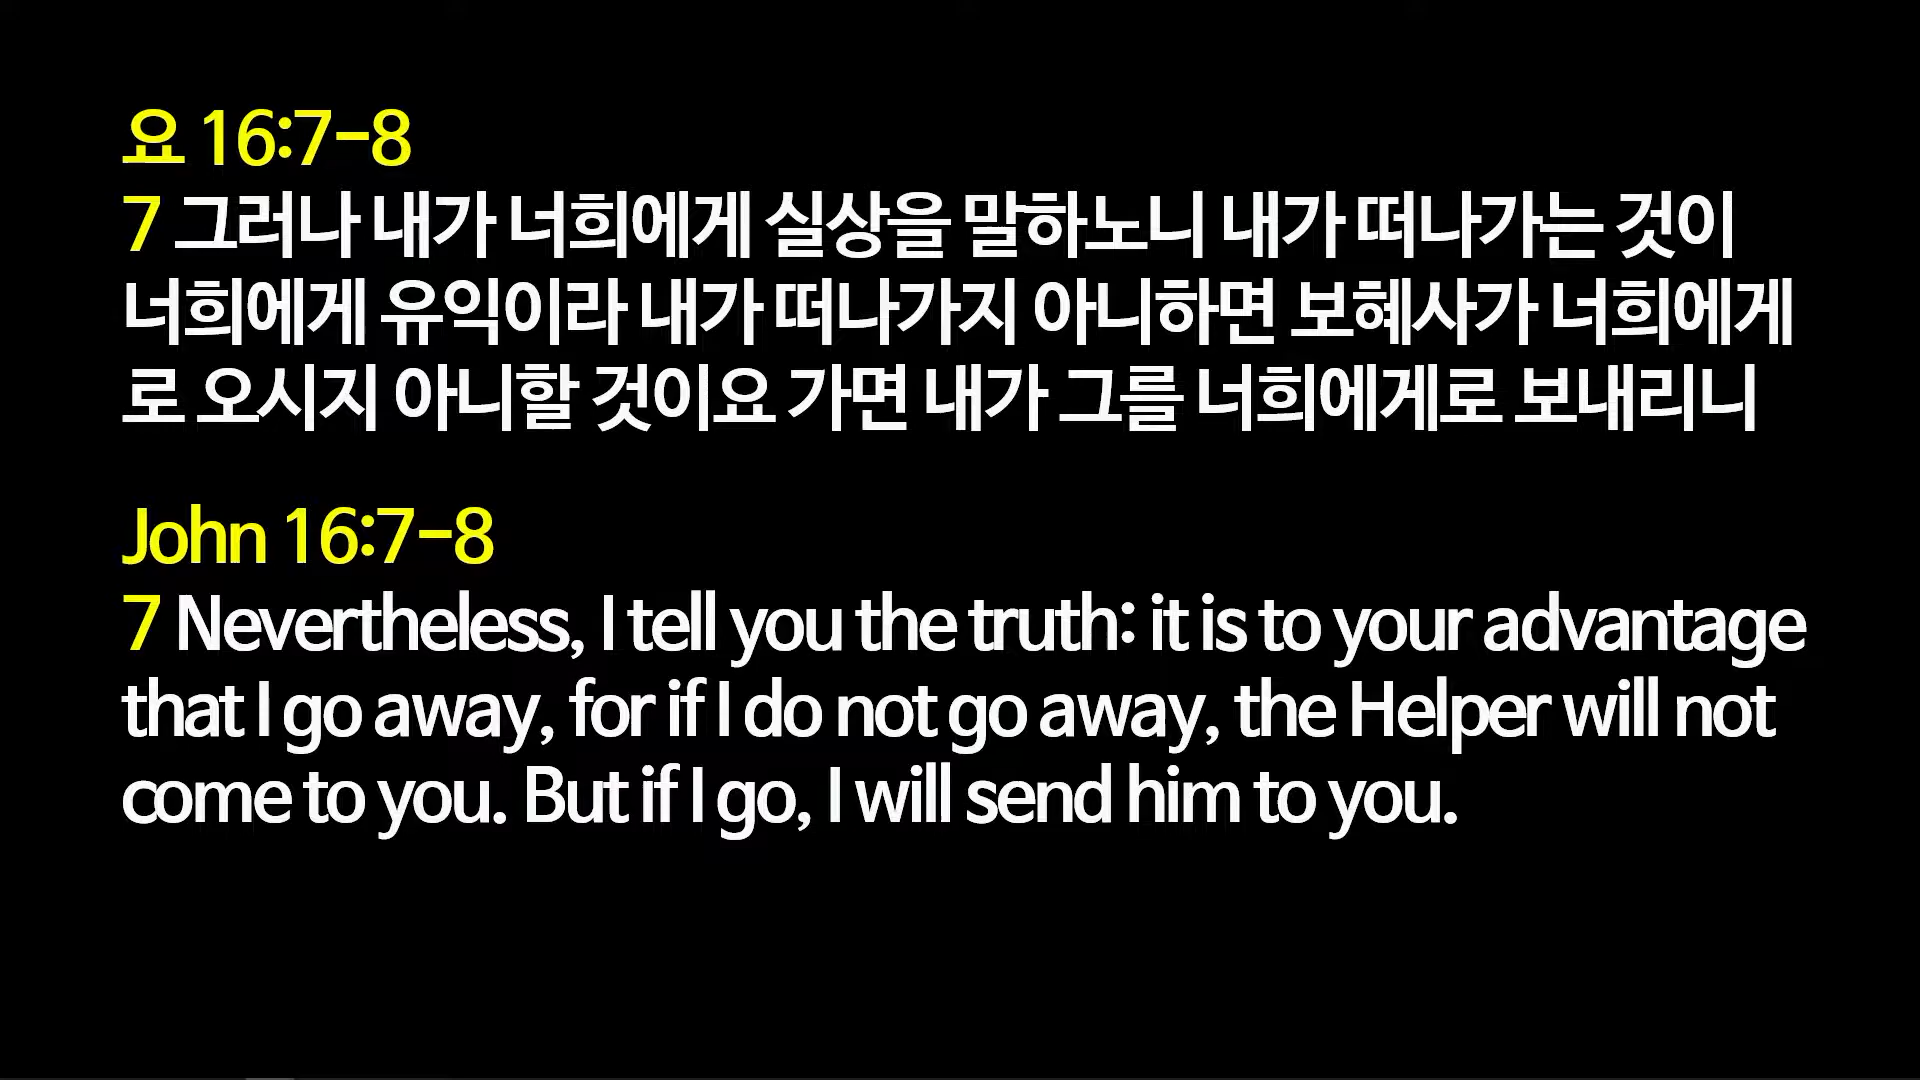 요 16:7-8
7 그러나 내가 너희에게 실상을 말하노니 내가 떠나가는 것이
너희에게 유익이라 내가 떠나가지 아니하면 보혜사가 너희에게
로 오시지 아니할 것이요 가면 내가 그를 너희에게로 보내리니
John 16:7-8
7 Nevertheless, I tell you the truth: it is to your advantage
that I go away, for if I do not go away, the Helper will not
come to you. But if I go, I will send him to you.